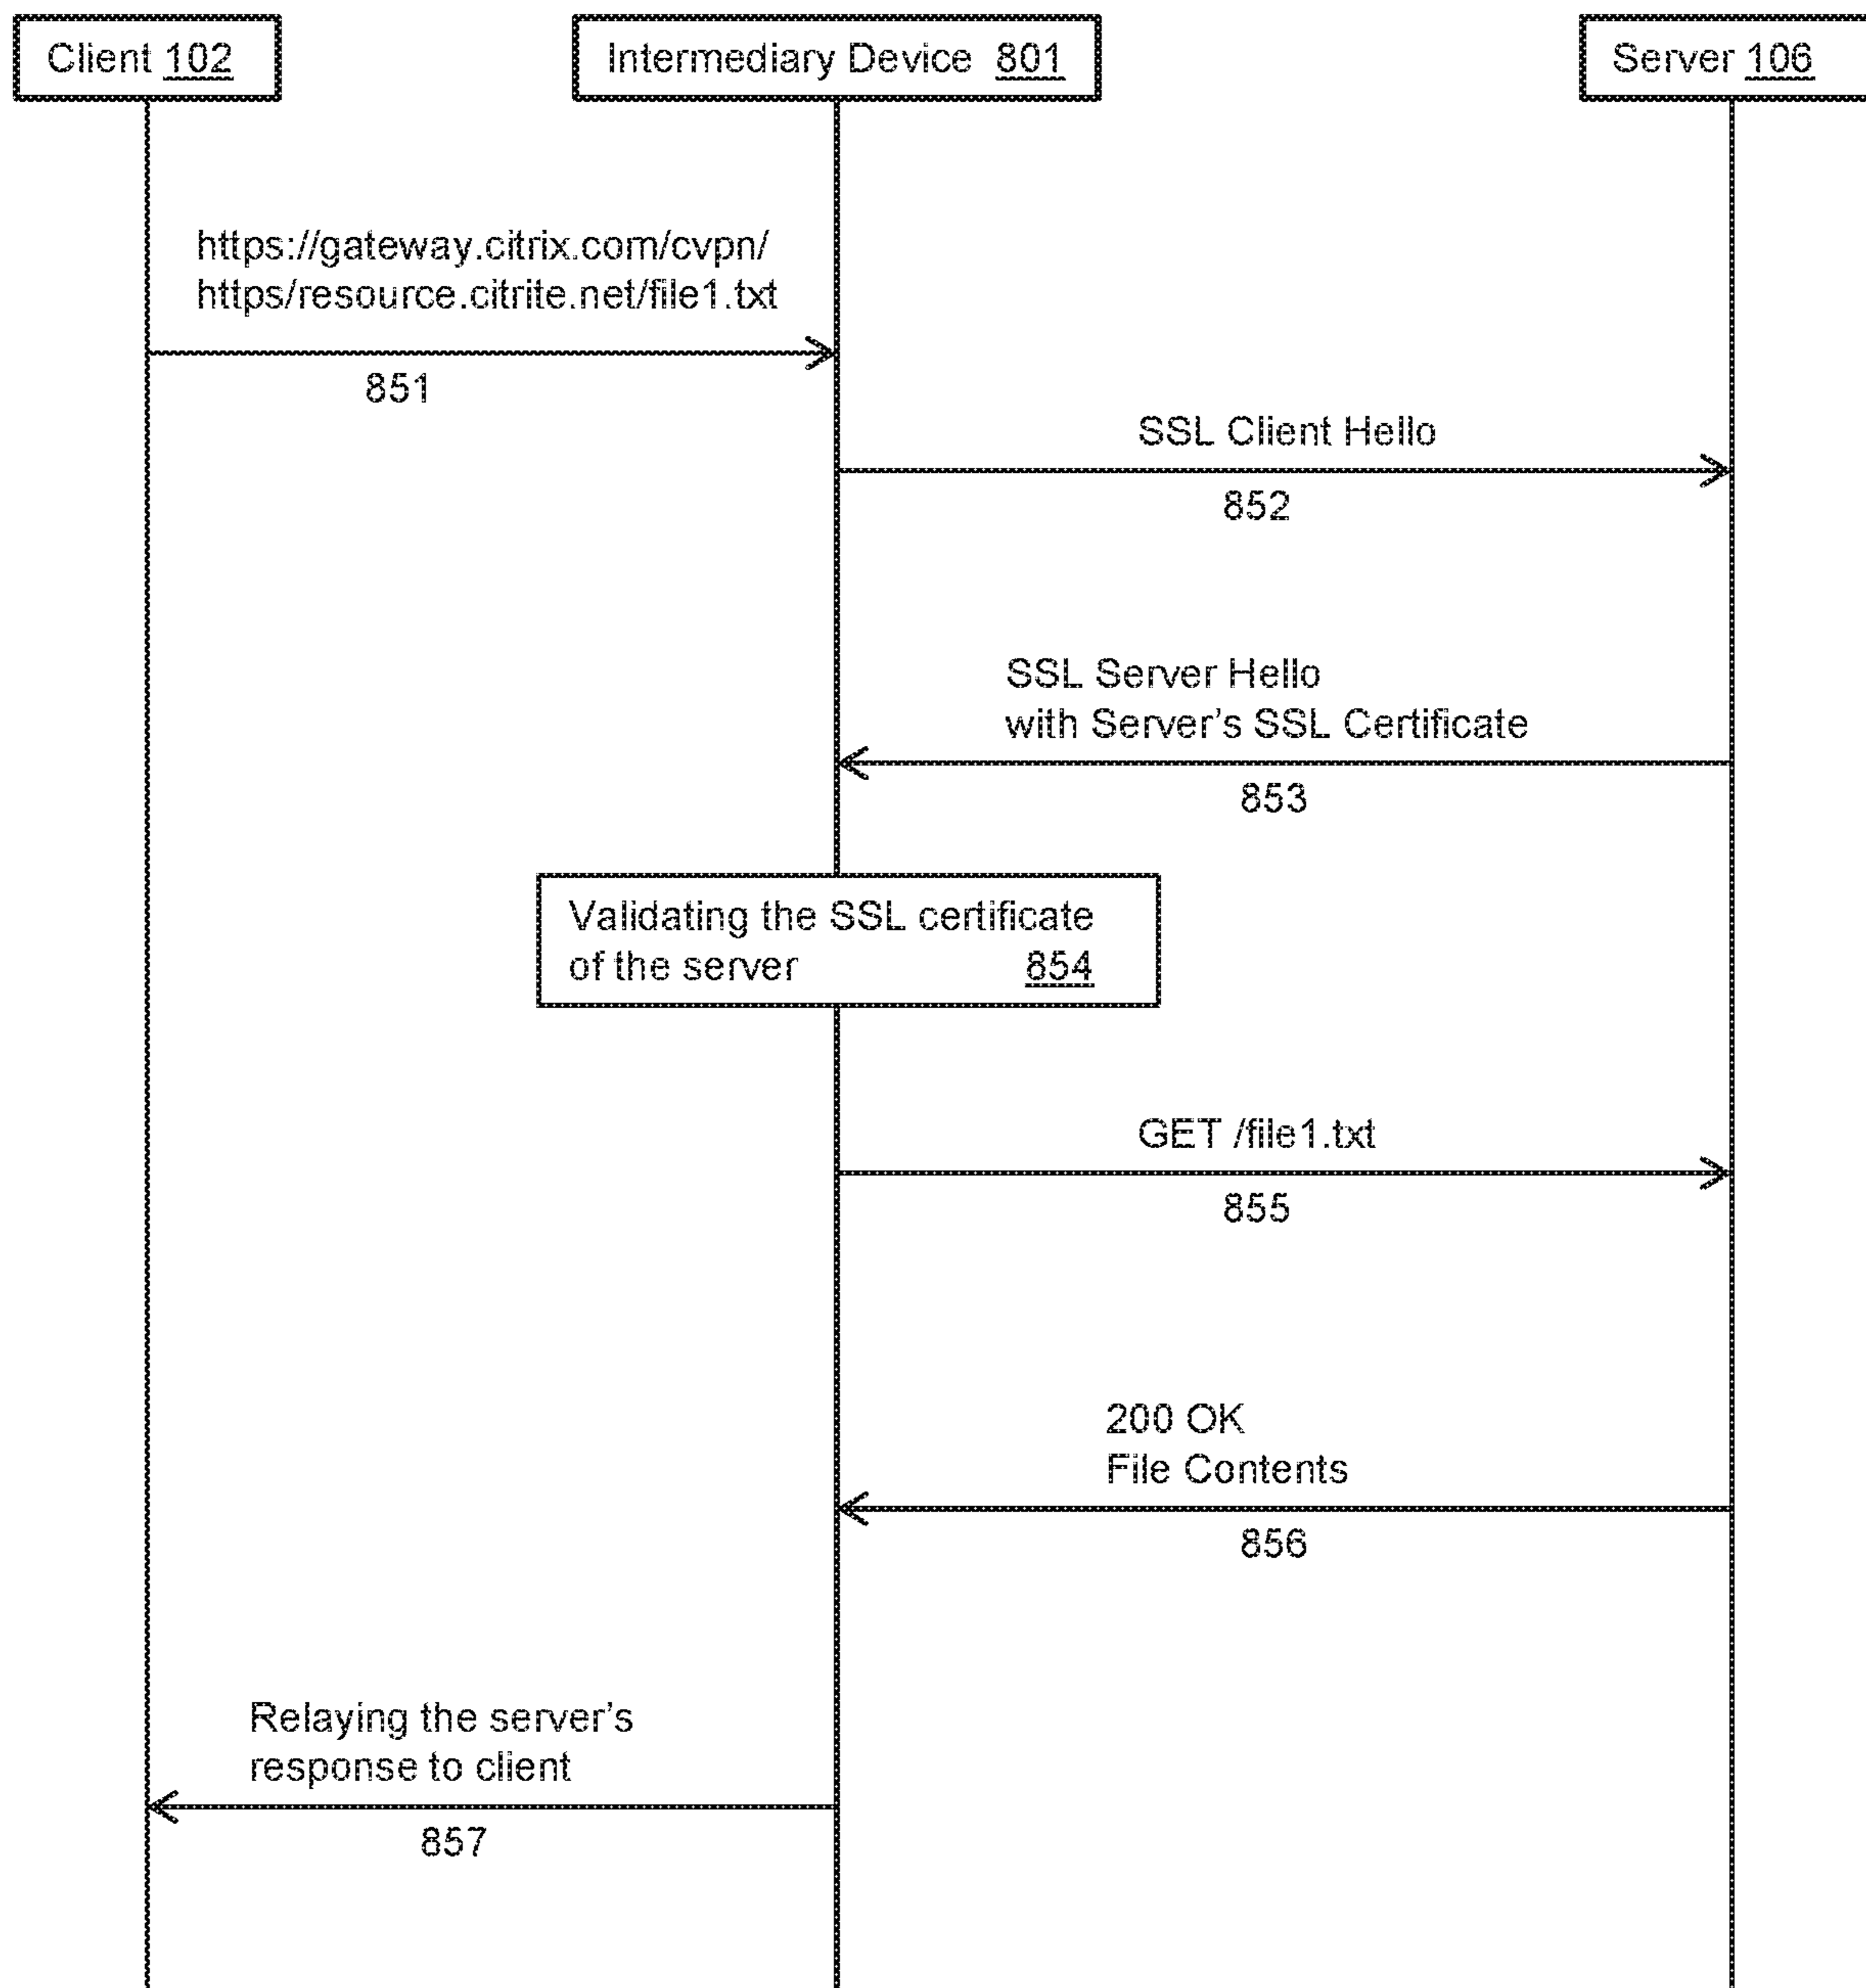 Client 102
Intermediary Device 801
Server 106
https://gateway.citrix.com/cvpn/
https/resource.citrite.net/file1.txt
851
SSL Client Hello
852
SSL Server Hello
with Server's SSL Certificate
853
Validating the SSL certificate
of the server 854
GET /file1.txt
855
200 OK
File Contents
856
Relaying the server's
response to client
857